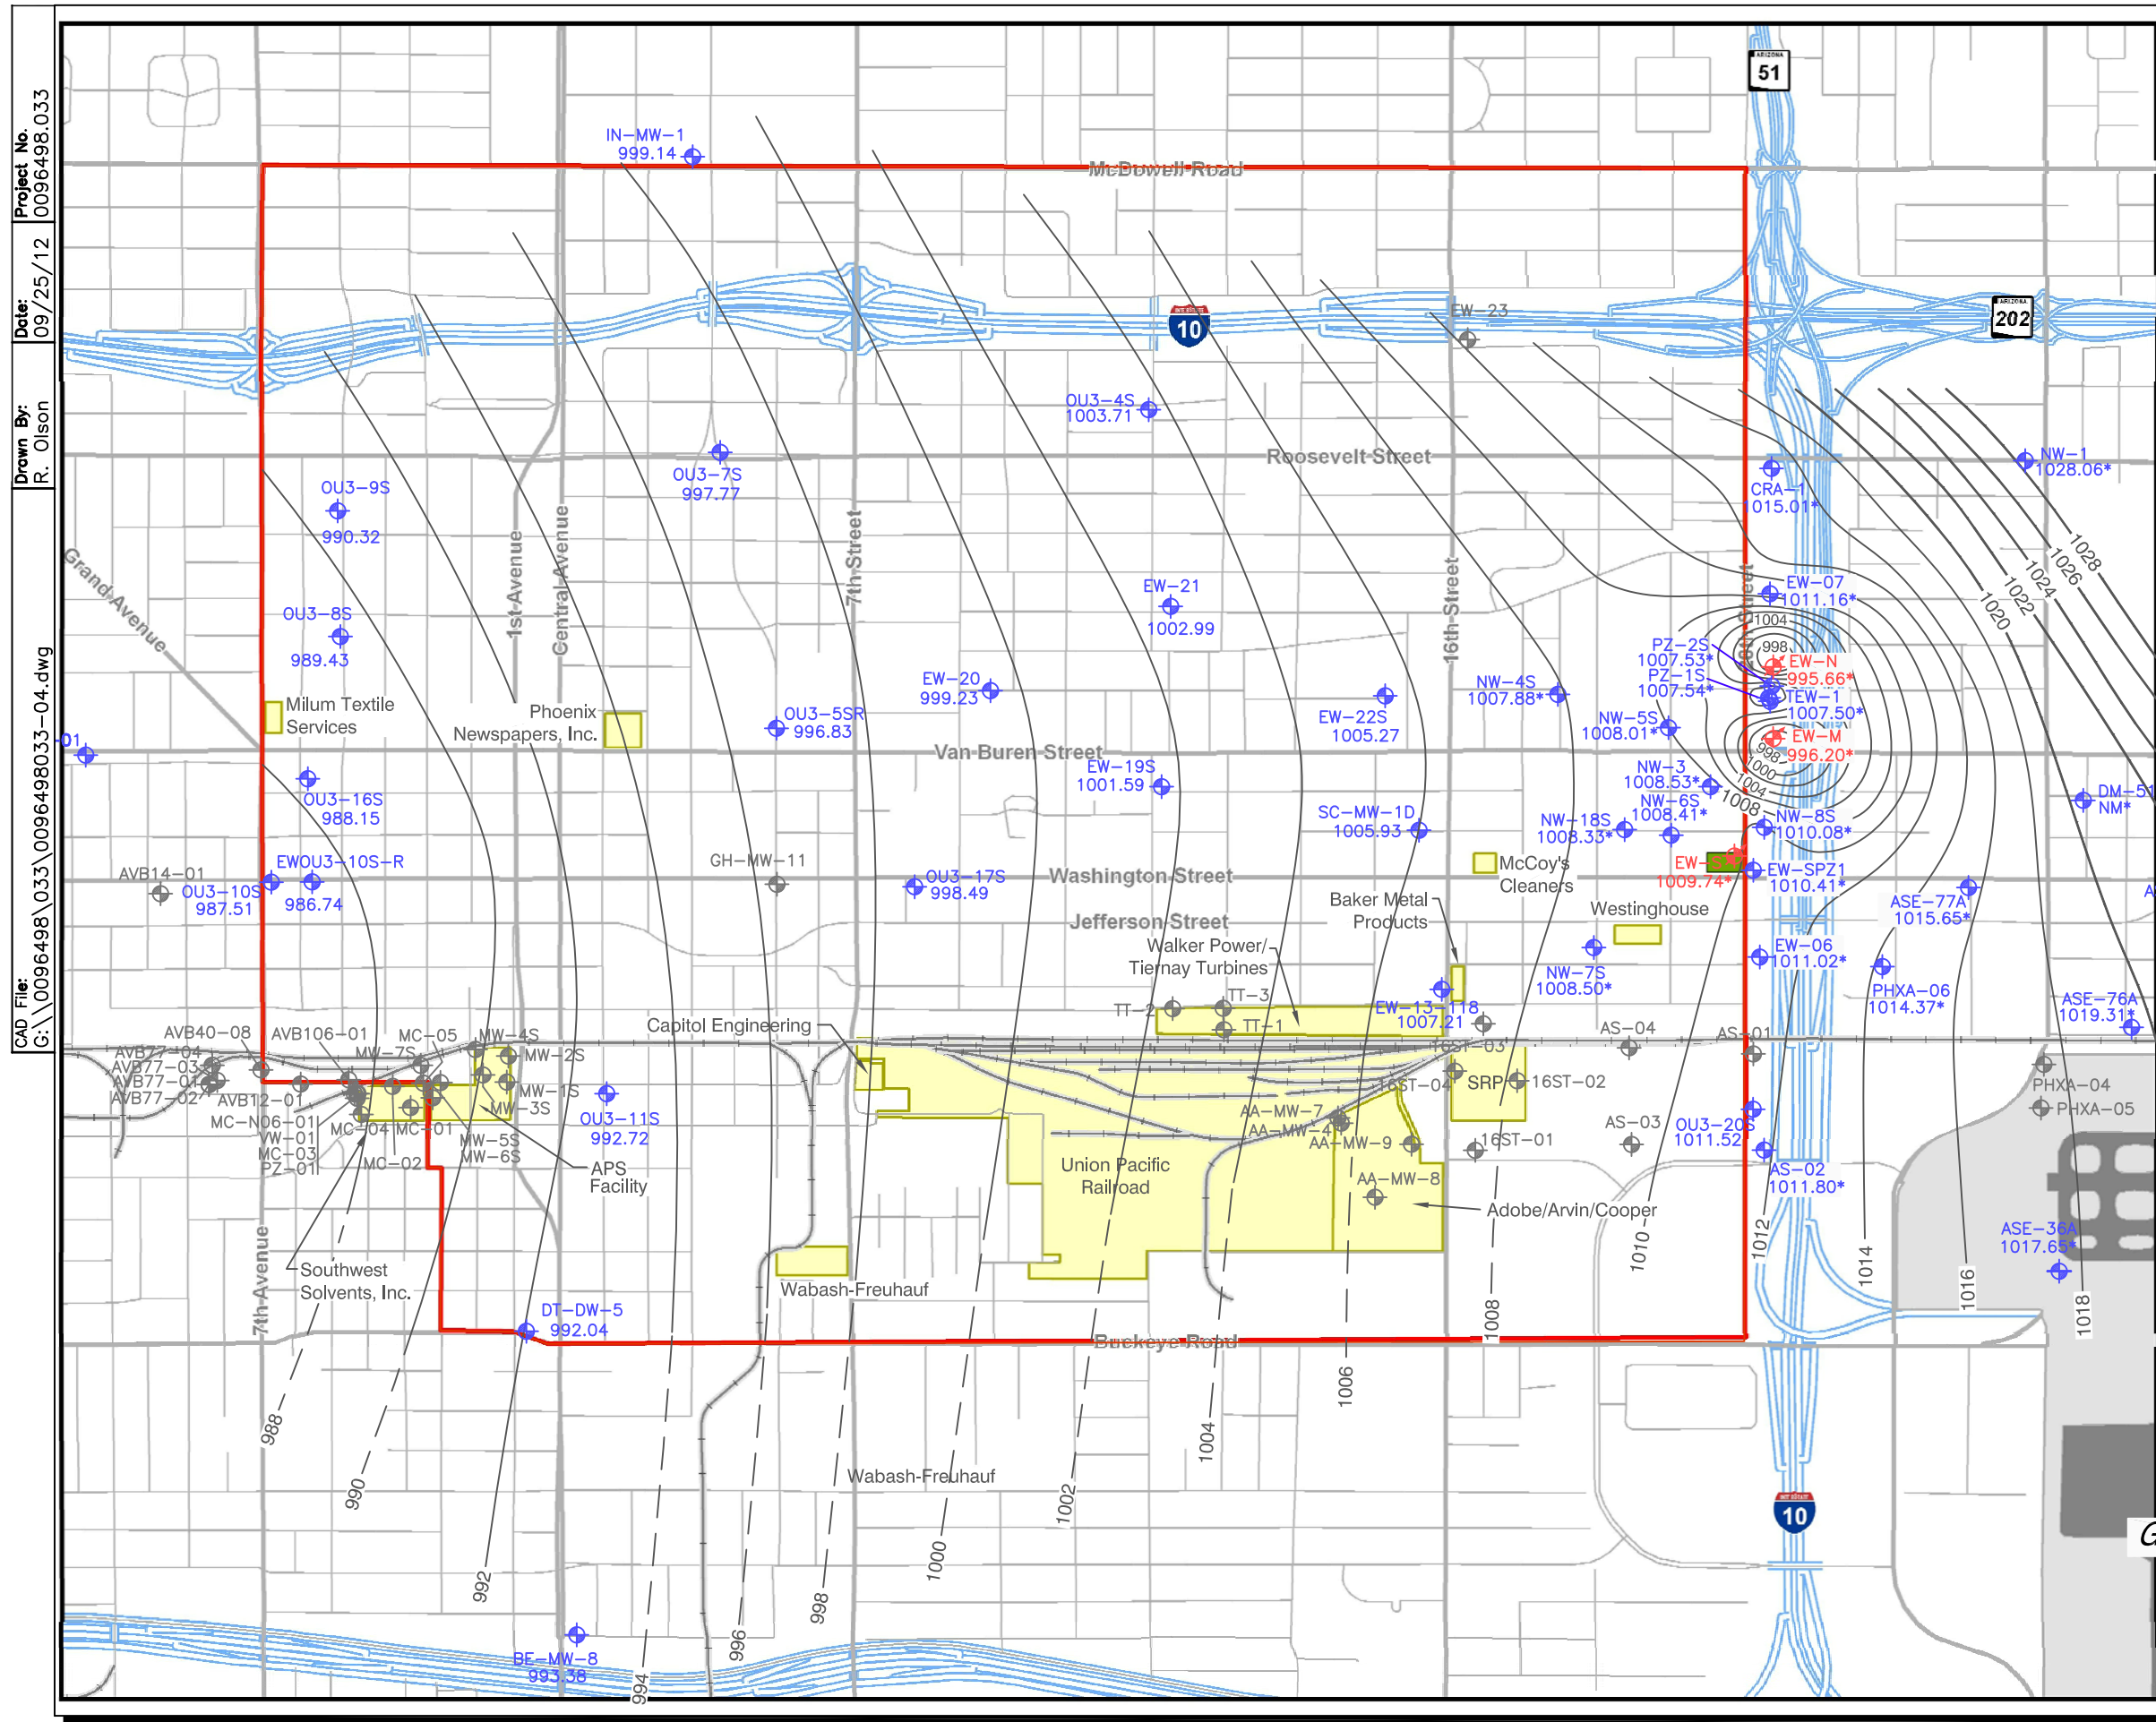 CAD File:
G:\\0096498\033\0096498033-04.dwg
Drawn By:
R. Olson
Date:
09/25/12
Project No.
0096498.033
ARIZONA
51
IN-MW-1
999.14
McDowell Road
10
ARIZONA
202
EW-23
OU3-4S
1003.71
Roosevelt Street
OU3-7S
997.77
NW-1
1028.06*
CRA-1
1015.01*
OU3-9S
990.32
Grand Avenue
1st Avenue
Central Avenue
7th Street
16th Street
1028
1026
1024
1022
1020
EW-21
1002.99
EW-07
1011.16*
OU3-8S
989.43
1004
998
PZ-2S
1007.53*
PZ-1S
1007.54*
EW-N
995.66*
TEW-1
1007.50*
EW-20
999.23
NW-4S
1007.88*
EW-22S
1005.27
NW-5S
1008.01*
Milum Textile
Services
Phoenix
Newspapers, Inc.
OU3-5SR
996.83
EW-M
996.20*
998
1000
1004
1008
01
Van Buren Street
EW-19S
1001.59
NW-3
1008.53*
NW-6S
1008.41*
DM-51
NM*
OU3-16S
988.15
SC-MW-1D
1005.93
NW-18S
1008.33*
NW-8S
1010.08*
EWOU3-10S-R
986.74
AVB14-01
OU3-10S
987.51
GH-MW-11
OU3-17S
998.49
Washington Street
McCoy's
Cleaners
1009.74*
EW-SPZ1
1010.41*
ASE-77A
1015.65*
Baker Metal
Products
Westinghouse
Jefferson Street
Walker Power/
Tiernay Turbines
NW-7S
1008.50*
EW-06
1011.02*
PHXA-06
1014.37*
ASE-76A
1019.31*
TT-2
TT-3
TT-1
EW-13-118
1007.21
Capitol Engineering
AVB40-08
AVB106-01
MC-05
MW-4S
MW-7S
MW-2S
AS-04
AS-01
AVB77-04
AVB77-03
AVB77-01
AVB77-02
AVB12-01
MW-1S
MW-3S
16ST-03
16ST-04
SRP
16ST-02
PHXA-04
PHXA-05
MC-N06-01
VW-01
MC-03
PZ-01
MC-04
MC-01
MC-02
MW-5S
MW-6S
OU3-11S
992.72
AA-MW-7
AA-MW-4
AA-MW-9
16ST-01
AS-03
OU3-20S
1011.52
AS-02
1011.80*
APS
Facility
Union Pacific
Railroad
AA-MW-8
Adobe/Arvin/Cooper
ASE-36A
1017.65*
7th Avenue
Southwest
Solvents, Inc.
Wabash-Freuhauf
DT-DW-5
992.04
Buckeye Road
1008
1010
1012
1014
1016
1018
988
990
992
994
996
998
1000
1002
1004
1006
Wabash-Freuhauf
10
BE-MW-8
993.38